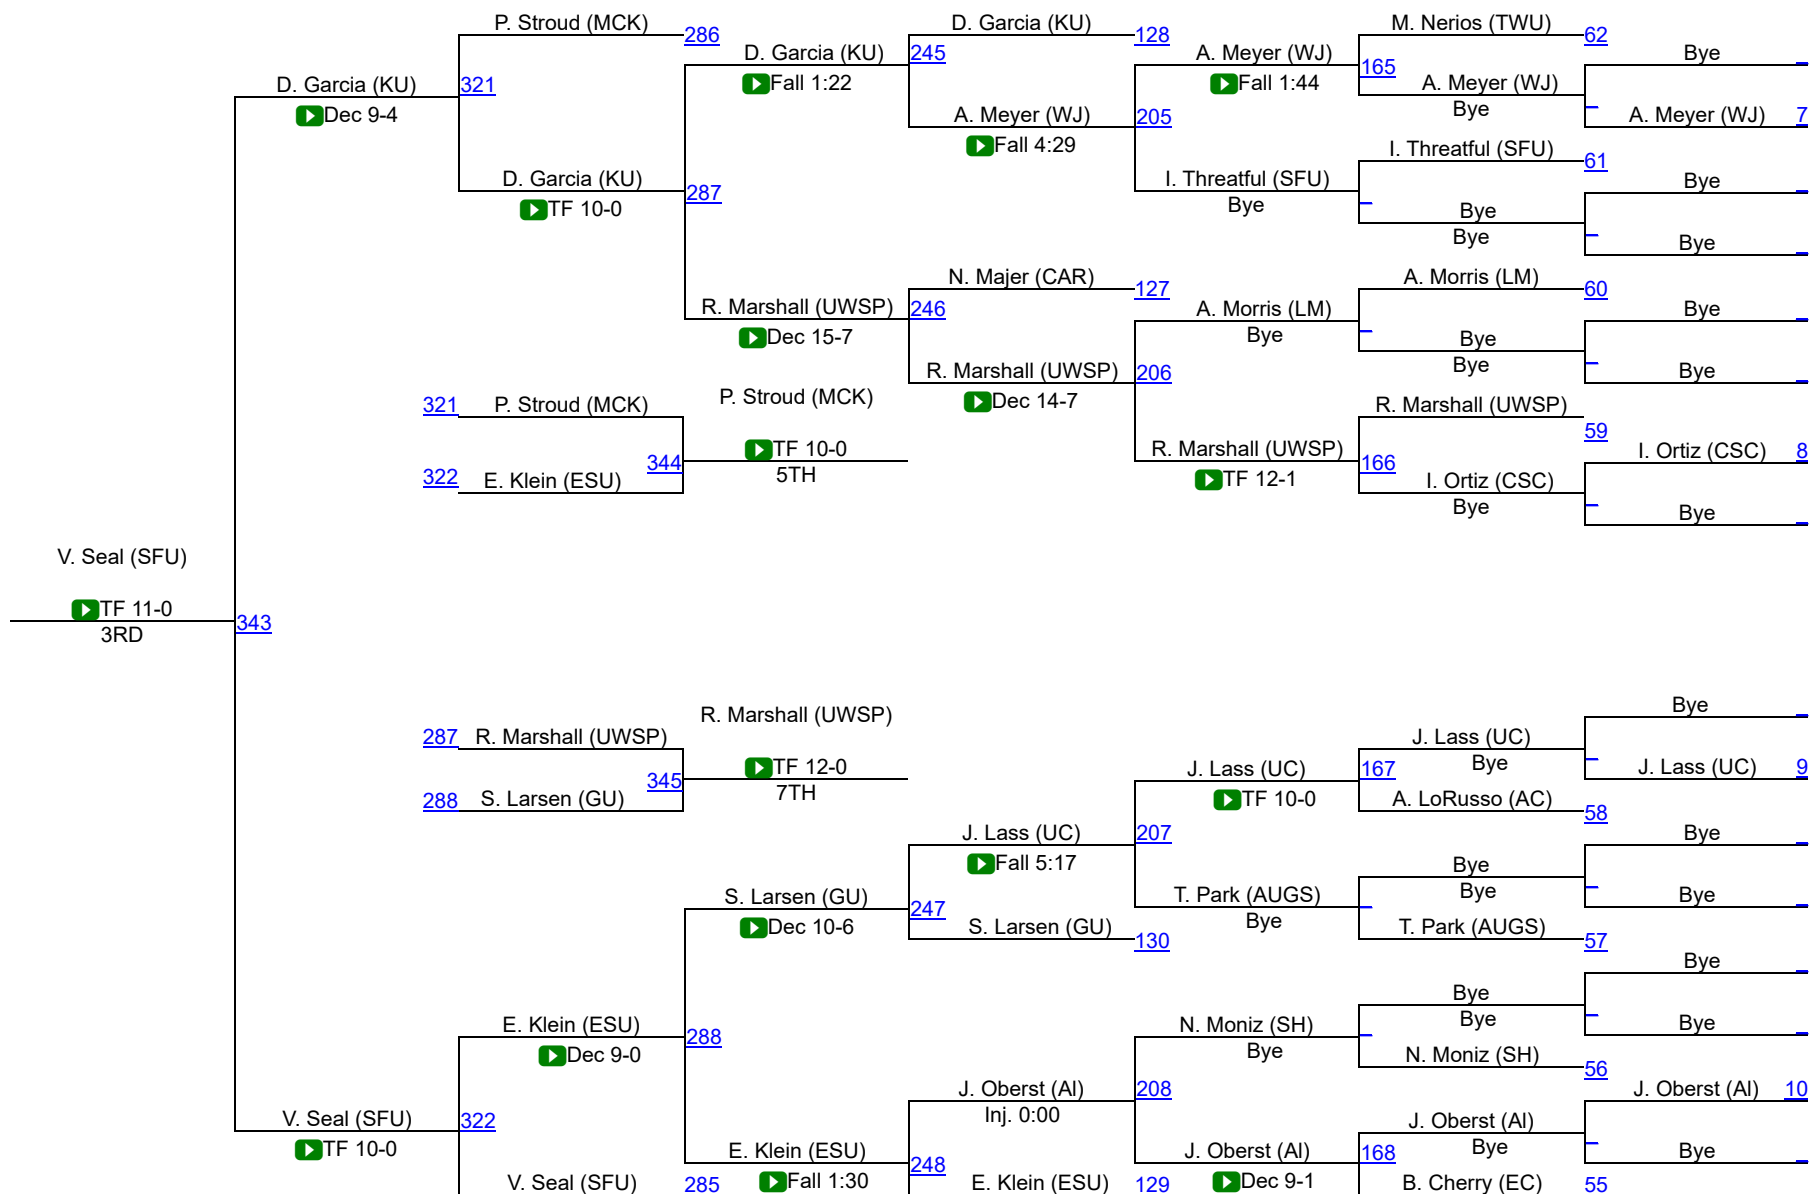 P. Stroud (MCK) 286
D. Garcia (KU) 128
M. Nerios (TWU) 62
D. Garcia (KU) 245
A. Meyer (WJ)
Bye
Fall 1:22
Fall 1:44
165
D. Garcia (KU) 321
A. Meyer (WJ)
Dec 9-4
Bye
A. Meyer (WJ) 205
A. Meyer (WJ) 7
Fall 4:29
I. Threatful (SFU) 61
D. Garcia (KU) 287
I. Threatful (SFU)
Bye
TF 10-0
Bye
Bye
Bye
Bye
N. Majer (CAR) 127
A. Morris (LM) 60
R. Marshall (UWSP) 246
A. Morris (LM)
Bye
Dec 15-7
Bye
Bye
Bye
R. Marshall (UWSP) 206
Bye
Dec 14-7
321 P. Stroud (MCK)
P. Stroud (MCK)
R. Marshall (UWSP) 59
TF 10-0
R. Marshall (UWSP)
I. Ortiz (CSC) 8
344
5TH
166
322 E. Klein (ESU)
TF 12-1
I. Ortiz (CSC)
Bye
Bye
V. Seal (SFU)
TF 11-0
3RD
343
R. Marshall (UWSP)
Bye
287 R. Marshall (UWSP)
J. Lass (UC)
Bye
TF 12-0
J. Lass (UC)
167
J. Lass (UC) 9
345
7TH
288 S. Larsen (GU)
TF 10-0
A. LoRusso (AC) 58
J. Lass (UC) 207
Bye
Fall 5:17
Bye
Bye
S. Larsen (GU) 247
T. Park (AUGS)
Bye
Dec 10-6
Bye
S. Larsen (GU) 130
T. Park (AUGS) 57
Bye
Bye
Bye
E. Klein (ESU) 288
N. Moniz (SH)
Bye
Dec 9-0
Bye
N. Moniz (SH) 56
J. Oberst (AI) 208
J. Oberst (AI) 10
Inj. 0:00
V. Seal (SFU) 322
J. Oberst (AI)
Bye
TF 10-0
E. Klein (ESU) 248
J. Oberst (AI) 168
Bye
V. Seal (SFU) 285
Fall 1:30
E. Klein (ESU) 129
Dec 9-1
B. Cherry (EC) 55